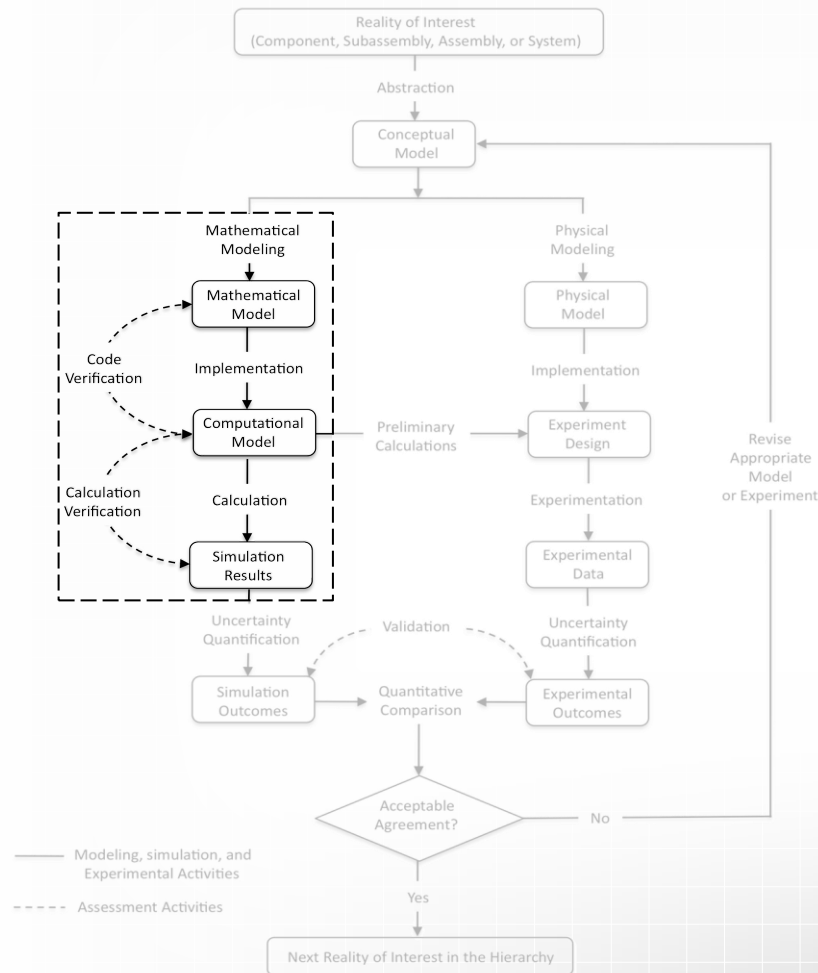 Reality of Interest
(Component, Subassembly, Assembly, or System)
Abstraction
Conceptual
Model
Mathematical
Modeling
Physical
Modeling
Mathematical
Model
Physical
Model
Code
Verification
Implementation
Implementation
Computational
Model
Preliminary
Calculations
Experiment
Design
Revise
Appropriate
Model
or Experiment
Calculation
Verification
Calculation
Experimentation
Simulation
Results
Experimental
Data
Uncertainty
Quantification
Validation
Uncertainty
Quantification
Simulation
Outcomes
Quantitative
Comparison
Experimental
Outcomes
Acceptable
Agreement?
No
Modeling, simulation, and
Experimental Activities
Assessment Activities
Yes
Next Reality of Interest in the Hierarchy